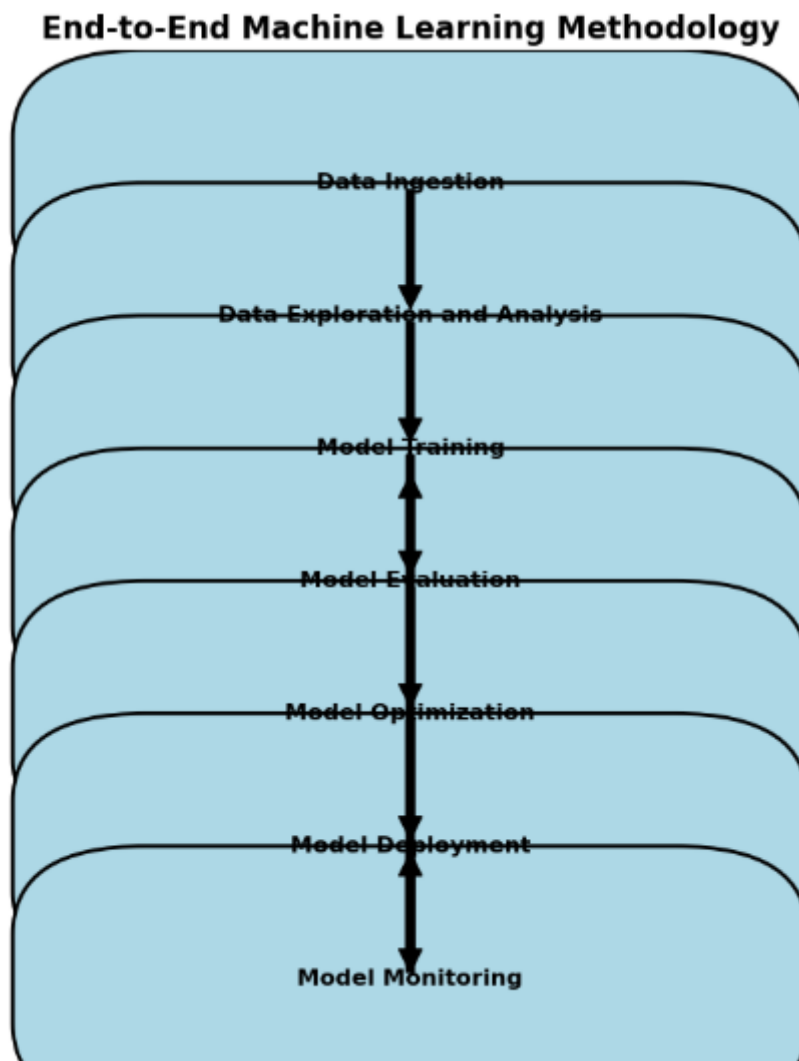 End-to-End Machine Learning Methodology
Data Ingestion
Data Exploration and Analysis
Model Training
Model Evaluation
Model Optimization
Model Deployment
Model Monitoring